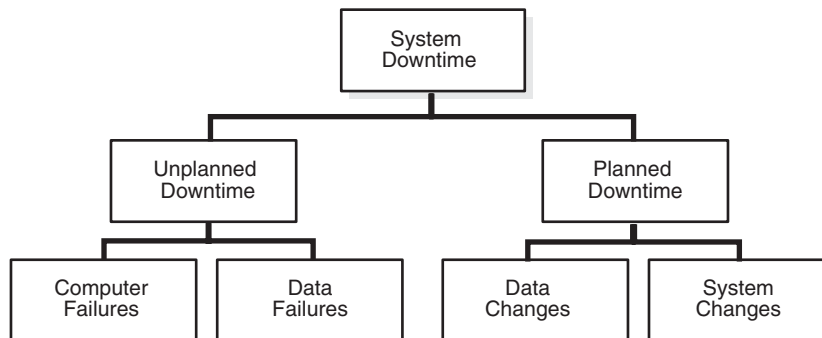 System
Downtime
Unplanned
Downtime
Planned
Downtime
Computer
Failures
Data
Failures
Data
Changes
System
Changes